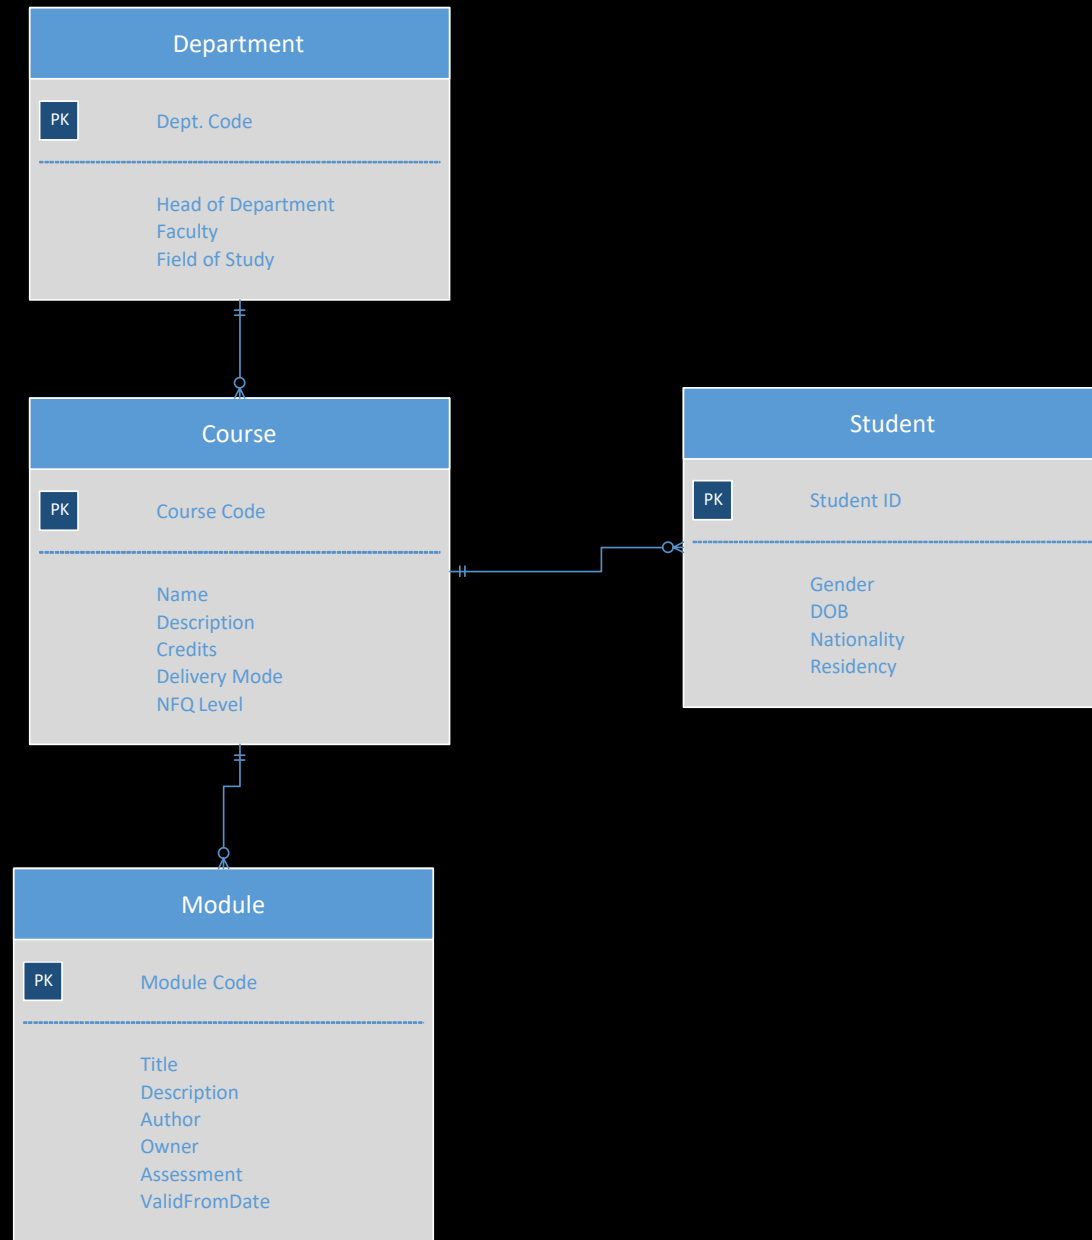 Department
PK
Dept. Code
Head of Department
Faculty
Field of Study
Course
PK
Course Code
Name
Description
Credits
Delivery Mode
NFQ Level
Student
PK
Student ID
Gender
DOB
Nationality
Residency
Module
PK
Module Code
Title
Description
Author
Owner
Assessment
ValidFromDate